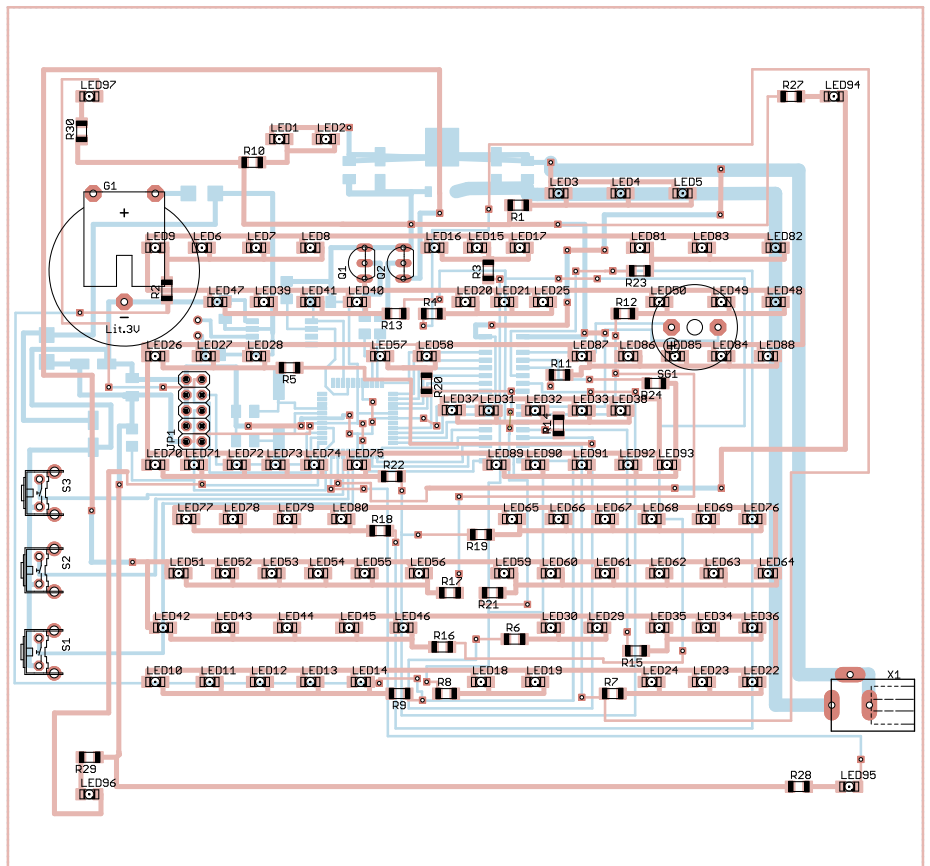 LED97
R27 LED94
R30
LED1 LED2
R10
G1
LED3 LED4 LED5
+
R1
LED9 LED6 LED7 LED8 LED16 LED15 LED17 LED81 LED83 LED82
Q1 Q2
R3
R23
R2
LED47 LED39 LED41 LED40 LED20 LED21 LED25 LED50 LED49 LED48
−
R13 R4 R12
Lit.3V
LED26 LED27 LED28 LED57 LED58 LED87 LED86 LED85 LED84 LED88
R5 R20 R11
SG1
R24
LED37 LED31 LED32 LED33 LED38
R14
JP1
LED70 LED71 LED72 LED73 LED74 LED75 LED89 LED90 LED91 LED92 LED93
R22
S3
LED77 LED78 LED79 LED80 LED65 LED66 LED67 LED68 LED69 LED76
R18 R19
S2
LED51 LED52 LED53 LED54 LED55 LED56 LED59 LED60 LED61 LED62 LED63 LED64
R17 R21
LED42 LED43 LED44 LED45 LED46 LED30 LED29 LED35 LED34 LED36
R6
S1
R16 R15
LED10 LED11 LED12 LED13 LED14 LED18 LED19 LED24 LED23 LED22
X1
R9 R8 R7
R29
LED96
R28 LED95